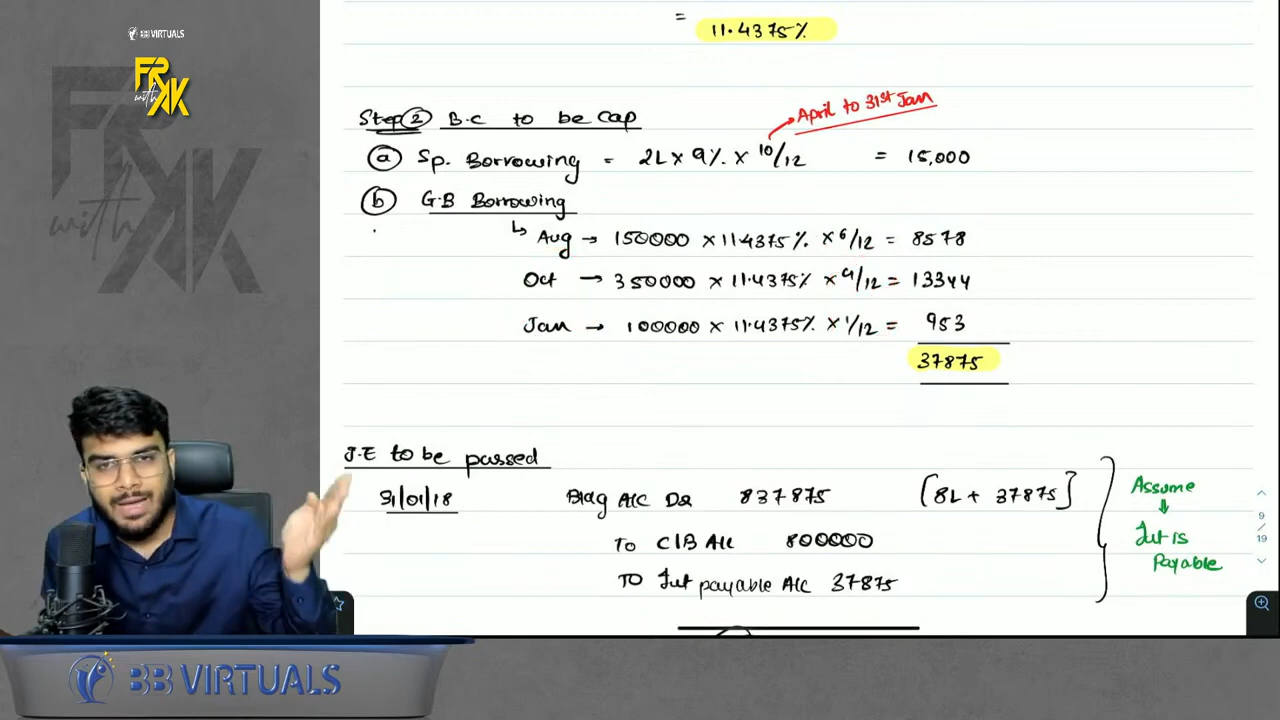 BB VIRTUALS
FR
with
AK
=
11.4375%
Step ② B.C to be Cap
April to 31st Jan
ⓐ Sp. Borrowing = 2L × 9% × 10/12 = 15,000
ⓑ G.B Borrowing
↳ Aug → 150000 × 11.4375% × 6/12 = 8578
Oct → 350000 × 11.4375% × 4/12 = 13344
Jan → 100000 × 11.4375% × 1/12 = 953
37875
J.E to be passed
31/01/18 Bldg A/C Dr 837875 [8L + 37875]
To C/B A/c 800000
To Int payable A/C 37875
Assume
↓
Int is
Payable
9
/
19
BB VIRTUALS